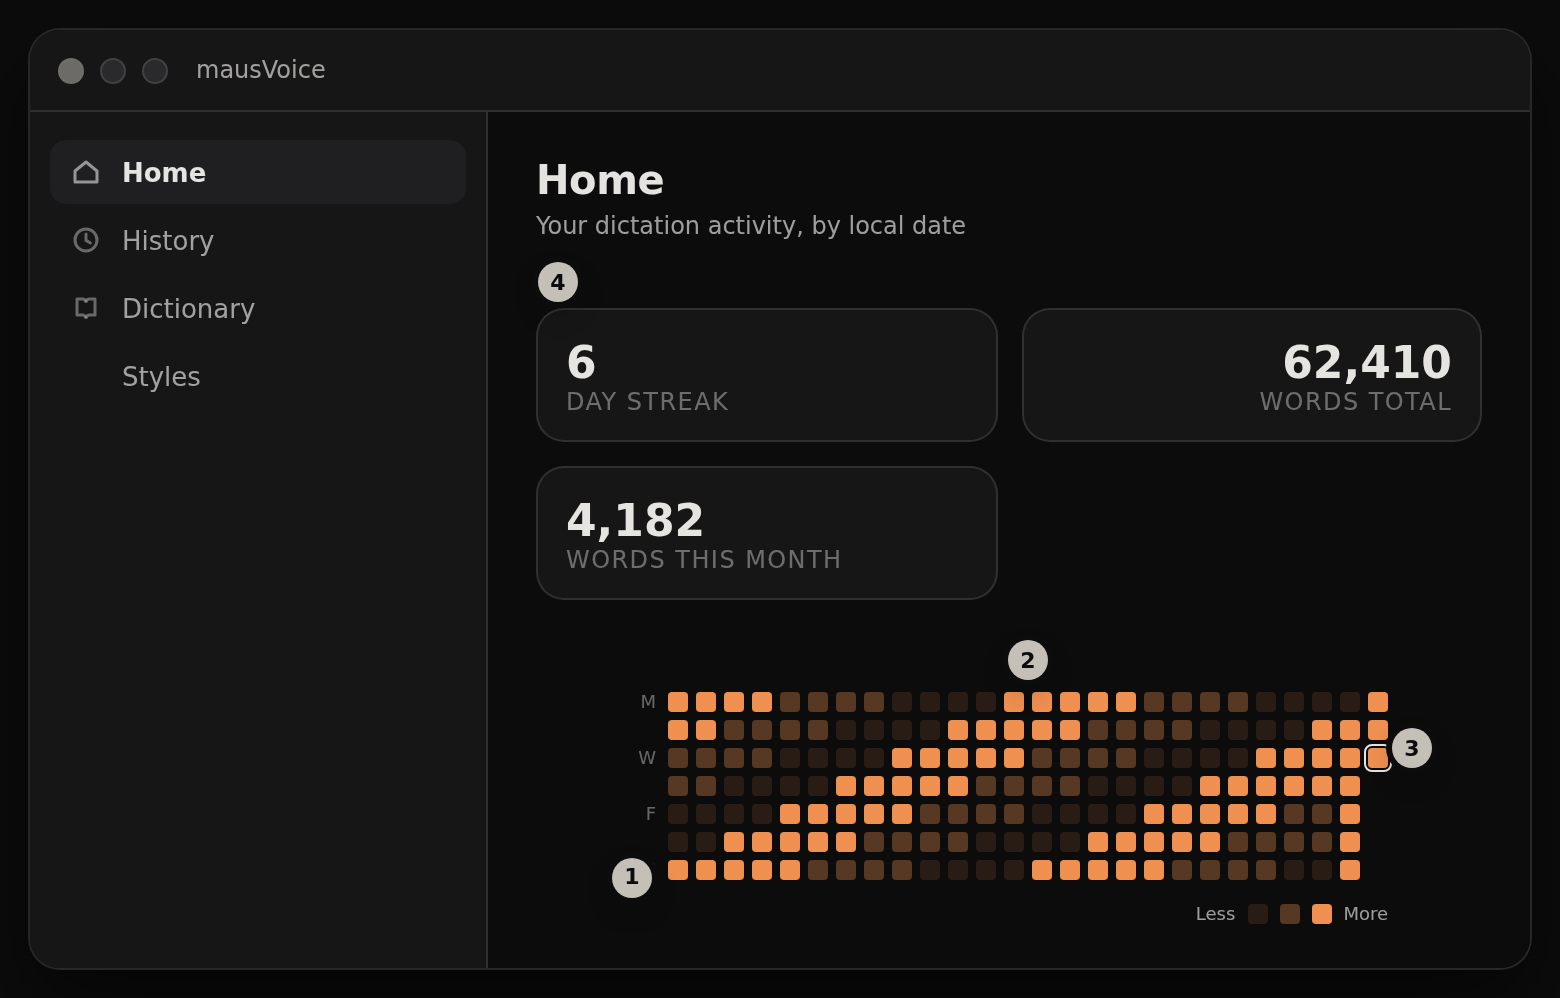 mausVoice
Home
History
Dictionary
Styles
Home
Your dictation activity, by local date
4
6
DAY STREAK
62,410
WORDS TOTAL
4,182
WORDS THIS MONTH
2
M
W
3
F
1
Less
More